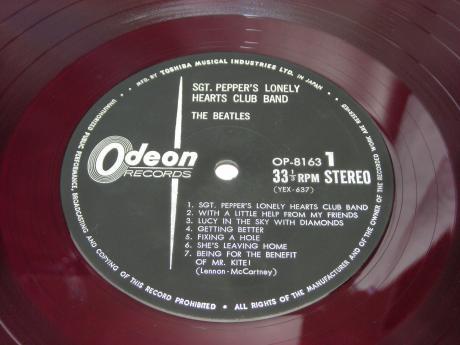 MFD. BY TOSHIBA MUSICAL INDUSTRIES LTD. IN JAPAN
SGT. PEPPER'S LONELY
HEARTS CLUB BAND
THE BEATLES
Odeon
RECORDS
OP-8163 1
33⅓ RPM STEREO
(YEX-637)
1. SGT. PEPPER'S LONELY HEARTS CLUB BAND
2. WITH A LITTLE HELP FROM MY FRIENDS
3. LUCY IN THE SKY WITH DIAMONDS
4. GETTING BETTER
5. FIXING A HOLE
6. SHE'S LEAVING HOME
7. BEING FOR THE BENEFIT
OF MR. KITE!
(Lennon-McCartney)
UNAUTHORIZED PUBLIC PERFORMANCE, BROADCASTING AND COPYING OF THIS RECORD PROHIBITED • ALL RIGHTS OF THE MANUFACTURER AND OF THE OWNER OF THE RECORDED WORK ARE RESERVED